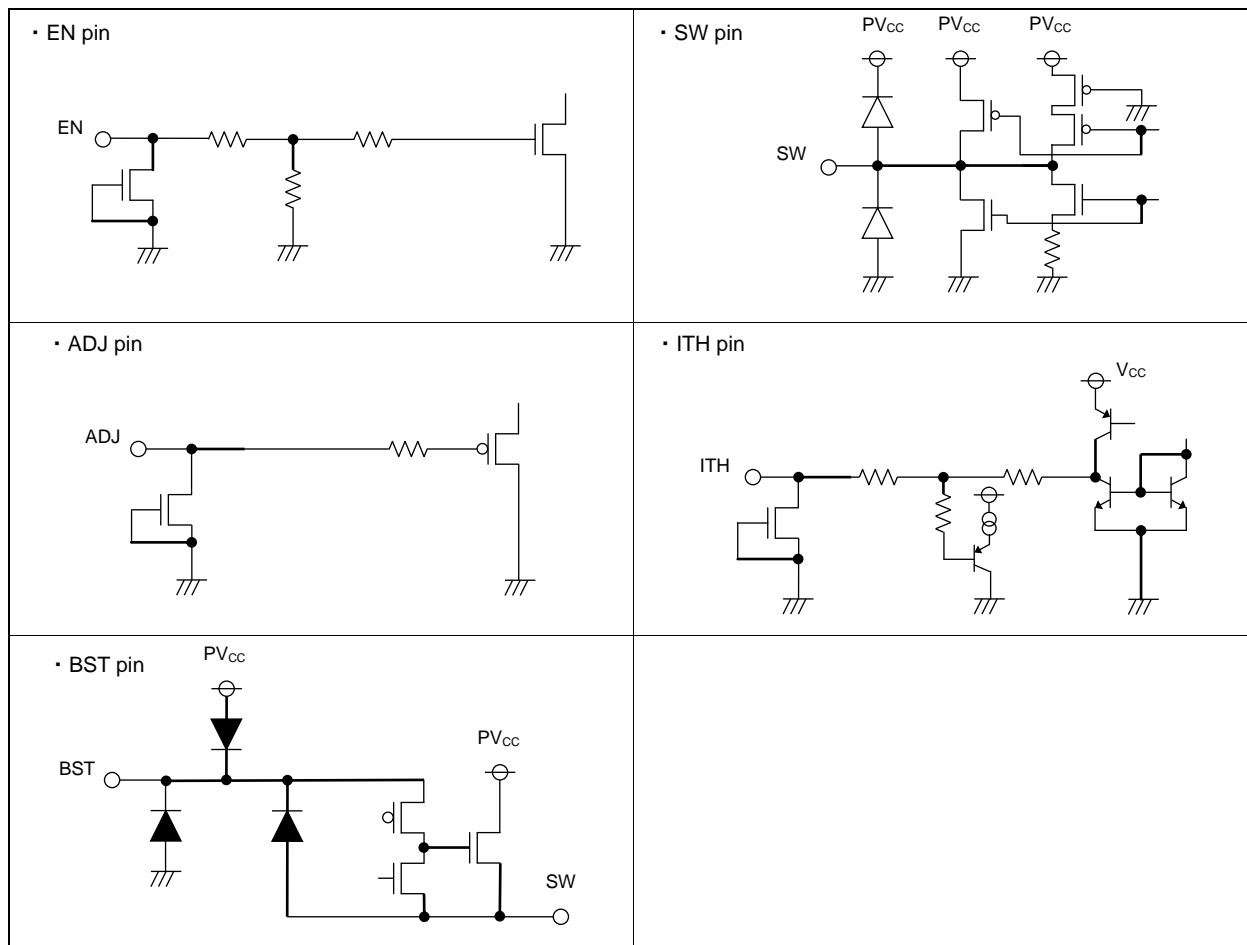 ・ EN pin
EN
・ SW pin
PVCC PVCC PVCC
SW
・ ADJ pin
ADJ
・ ITH pin
VCC
ITH
・ BST pin
PVCC
PVCC
BST
SW